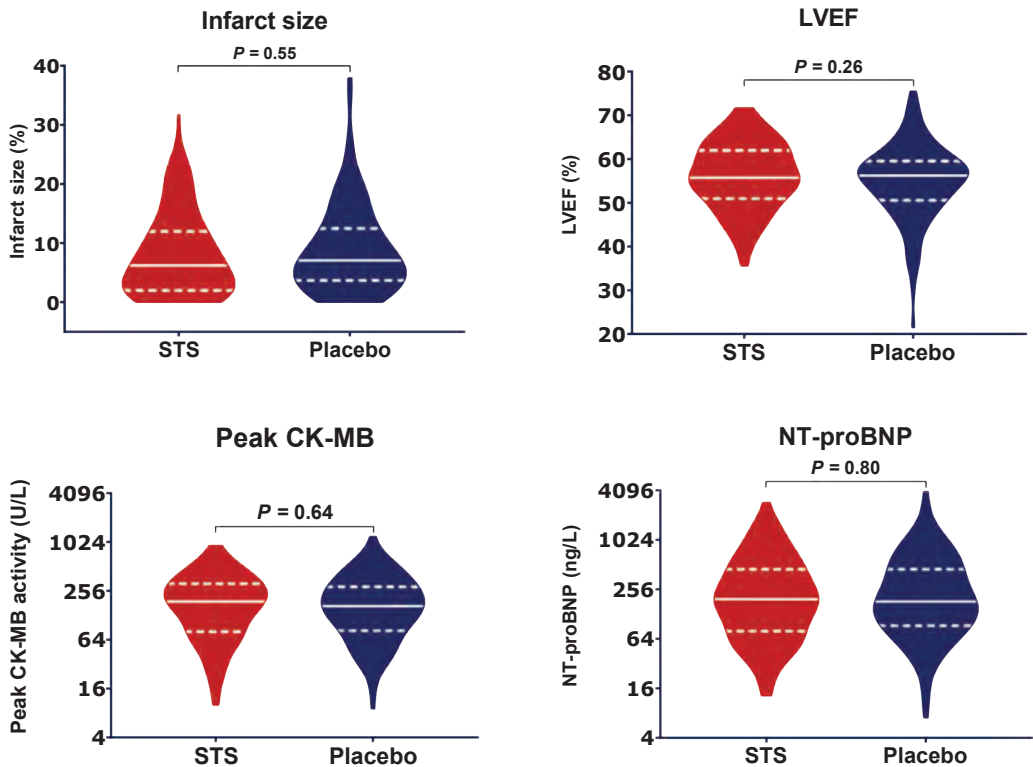 Infarct size
P = 0.55
Infarct size (%)
40
30
20
10
0
STS Placebo
LVEF
P = 0.26
LVEF (%)
80
70
60
50
40
30
20
STS Placebo
Peak CK-MB
P = 0.64
Peak CK-MB activity (U/L)
4096
1024
256
64
16
4
STS Placebo
NT-proBNP
P = 0.80
NT-proBNP (ng/L)
4096
1024
256
64
16
4
STS Placebo